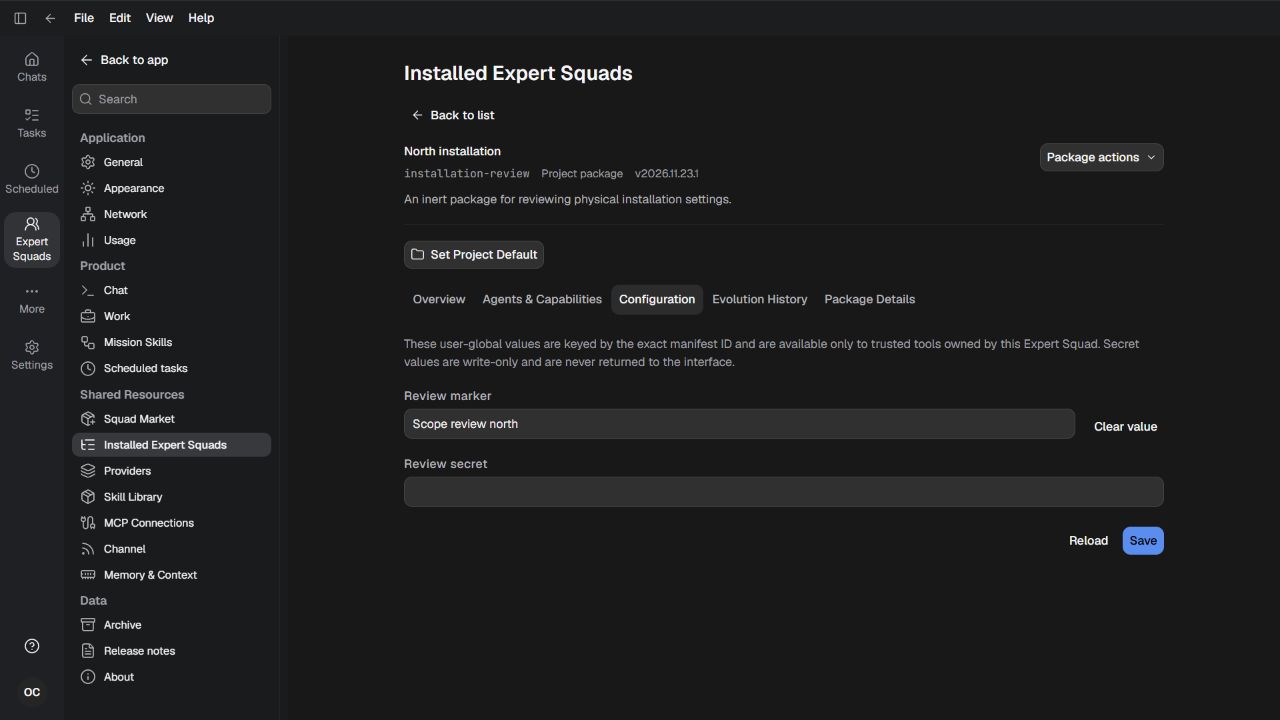 File Edit View Help
Chats
Tasks
Scheduled
Expert
Squads
More
Settings
OC
Back to app
Search
Application
General
Appearance
Network
Usage
Product
Chat
Work
Mission Skills
Scheduled tasks
Shared Resources
Squad Market
Installed Expert Squads
Providers
Skill Library
MCP Connections
Channel
Memory & Context
Data
Archive
Release notes
About
Installed Expert Squads
Back to list
North installation
Package actions
installation-review Project package v2026.11.23.1
An inert package for reviewing physical installation settings.
Set Project Default
Overview Agents & Capabilities Configuration Evolution History Package Details
These user-global values are keyed by the exact manifest ID and are available only to trusted tools owned by this Expert Squad. Secret
values are write-only and are never returned to the interface.
Review marker
Scope review north
Clear value
Review secret
Reload Save